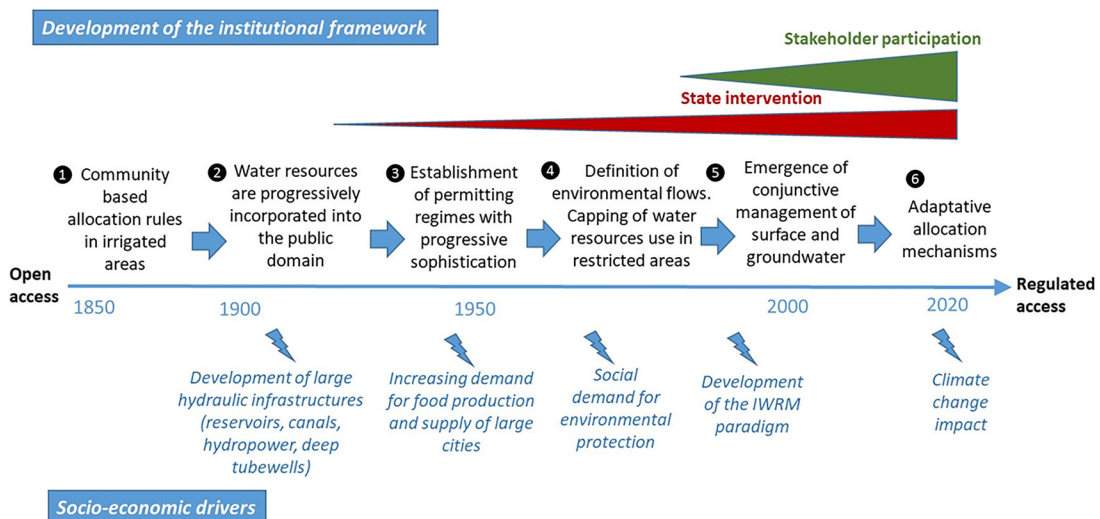 Development of the institutional framework
Stakeholder participation
State intervention
1 Community
based
allocation rules
in irrigated
areas
2 Water resources
are progressively
incorporated into
the public
domain
3 Establishment
of permitting
regimes with
progressive
sophistication
4 Definition of
environmental flows.
Capping of water
resources use in
restricted areas
5 Emergence of
conjunctive
management of
surface and
groundwater
6
Adaptative
allocation
mechanisms
Open
access
Regulated
access
1850
1900
1950
2000
2020
Development of large
hydraulic infrastructures
(reservoirs, canals,
hydropower, deep
tubewells)
Increasing demand
for food production
and supply of large
cities
Social
demand for
environmental
protection
Development
of the IWRM
paradigm
Climate
change
impact
Socio-economic drivers